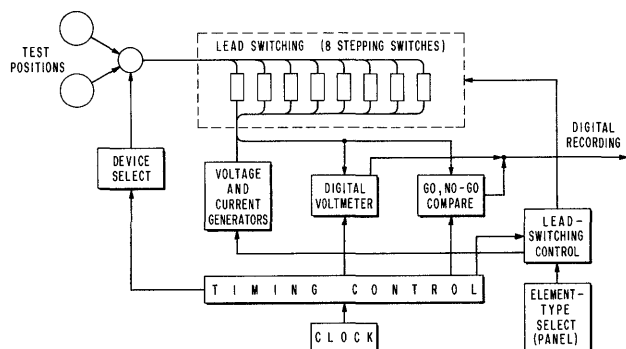 TEST
POSITIONS
LEAD SWITCHING (8 STEPPING SWITCHES)
DIGITAL
RECORDING
DEVICE
SELECT
VOLTAGE
AND
CURRENT
GENERATORS
DIGITAL
VOLTMETER
GO, NO-GO
COMPARE
LEAD-
SWITCHING
CONTROL
TIMING CONTROL
ELEMENT-
TYPE
SELECT
(PANEL)
CLOCK